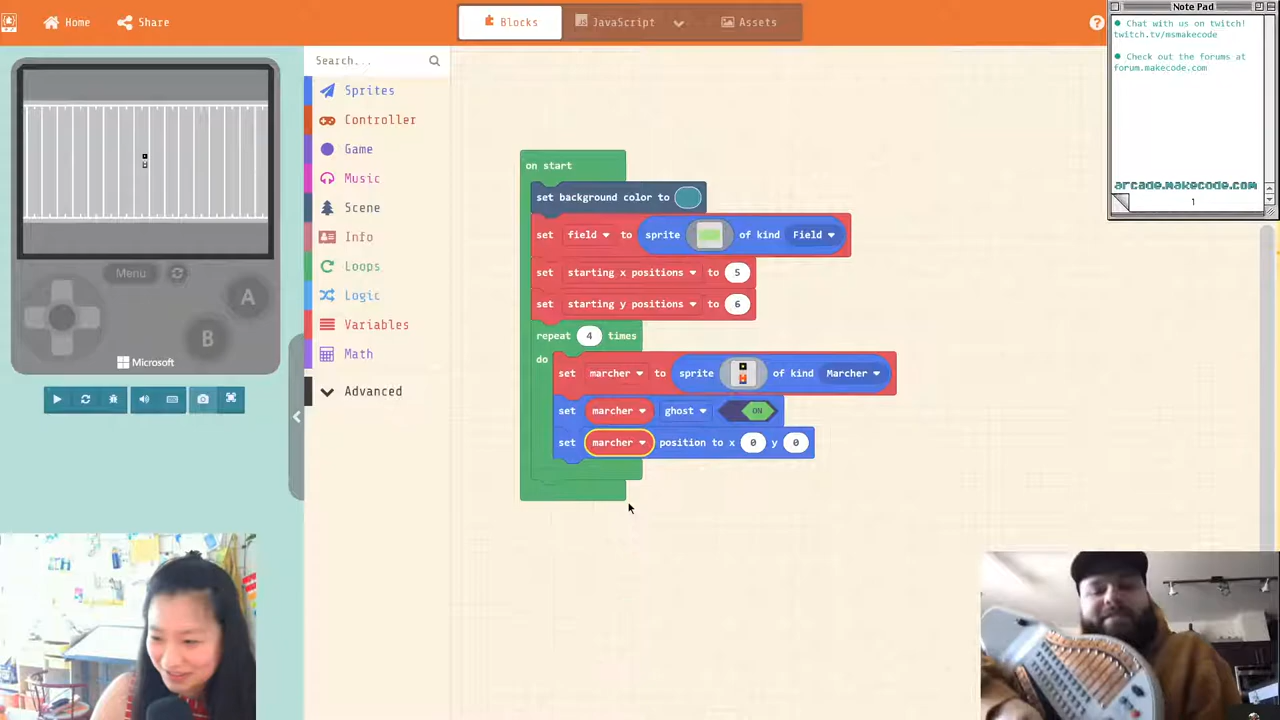 Home
Share
Blocks
JavaScript
Assets
?
Note Pad
● Chat with us on twitch!
twitch.tv/msmakecode
● Check out the forums at
forum.makecode.com
arcade.makecode.com
1
Search...
Sprites
Controller
Game
Music
Scene
Info
Loops
Logic
Variables
Math
Advanced
Menu
A
B
Microsoft
on start
set background color to
set field to sprite of kind Field
set starting x positions to 5
set starting y positions to 6
repeat 4 times
do
set marcher to sprite of kind Marcher
set marcher ghost ON
set marcher position to x 0 y 0